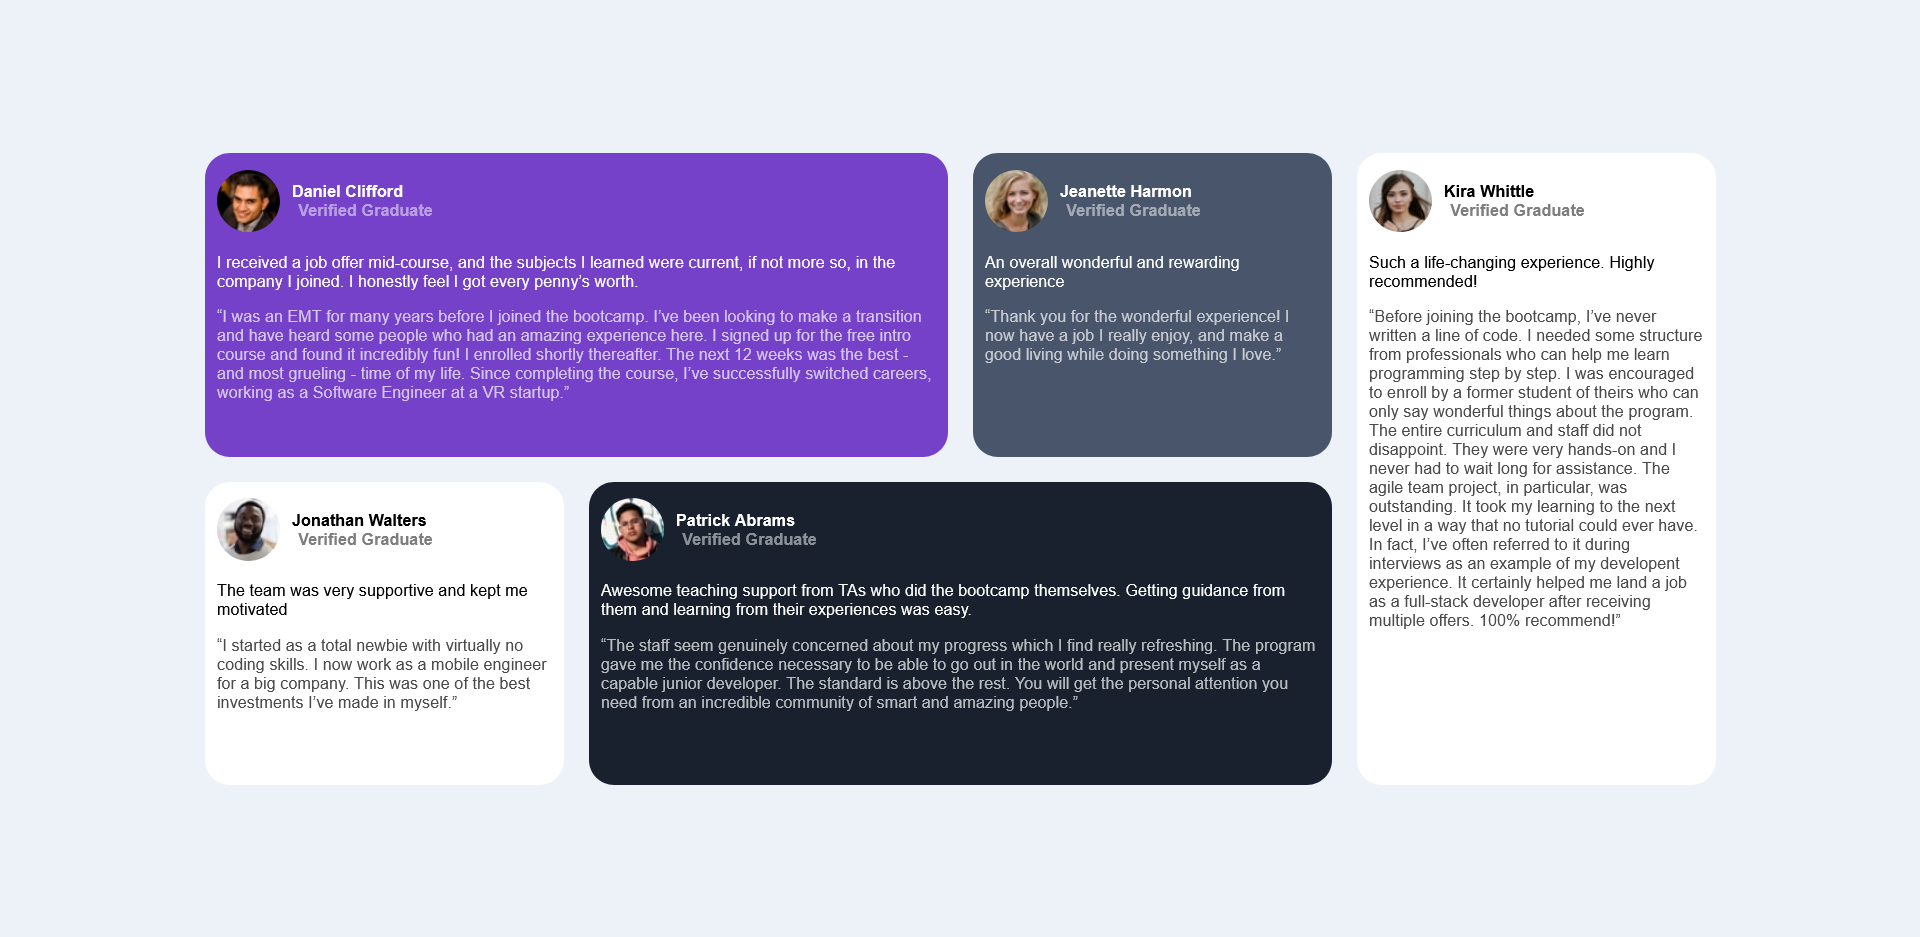 Daniel Clifford
Verified Graduate
I received a job offer mid-course, and the subjects I learned were current, if not more so, in the
company I joined. I honestly feel I got every penny’s worth.
“I was an EMT for many years before I joined the bootcamp. I’ve been looking to make a transition
and have heard some people who had an amazing experience here. I signed up for the free intro
course and found it incredibly fun! I enrolled shortly thereafter. The next 12 weeks was the best -
and most grueling - time of my life. Since completing the course, I’ve successfully switched careers,
working as a Software Engineer at a VR startup.”
Jeanette Harmon
Verified Graduate
An overall wonderful and rewarding
experience
“Thank you for the wonderful experience! I
now have a job I really enjoy, and make a
good living while doing something I love.”
Kira Whittle
Verified Graduate
Such a life-changing experience. Highly
recommended!
“Before joining the bootcamp, I’ve never
written a line of code. I needed some structure
from professionals who can help me learn
programming step by step. I was encouraged
to enroll by a former student of theirs who can
only say wonderful things about the program.
The entire curriculum and staff did not
disappoint. They were very hands-on and I
never had to wait long for assistance. The
agile team project, in particular, was
outstanding. It took my learning to the next
level in a way that no tutorial could ever have.
In fact, I’ve often referred to it during
interviews as an example of my developent
experience. It certainly helped me land a job
as a full-stack developer after receiving
multiple offers. 100% recommend!”
Jonathan Walters
Verified Graduate
The team was very supportive and kept me
motivated
“I started as a total newbie with virtually no
coding skills. I now work as a mobile engineer
for a big company. This was one of the best
investments I’ve made in myself.”
Patrick Abrams
Verified Graduate
Awesome teaching support from TAs who did the bootcamp themselves. Getting guidance from
them and learning from their experiences was easy.
“The staff seem genuinely concerned about my progress which I find really refreshing. The program
gave me the confidence necessary to be able to go out in the world and present myself as a
capable junior developer. The standard is above the rest. You will get the personal attention you
need from an incredible community of smart and amazing people.”